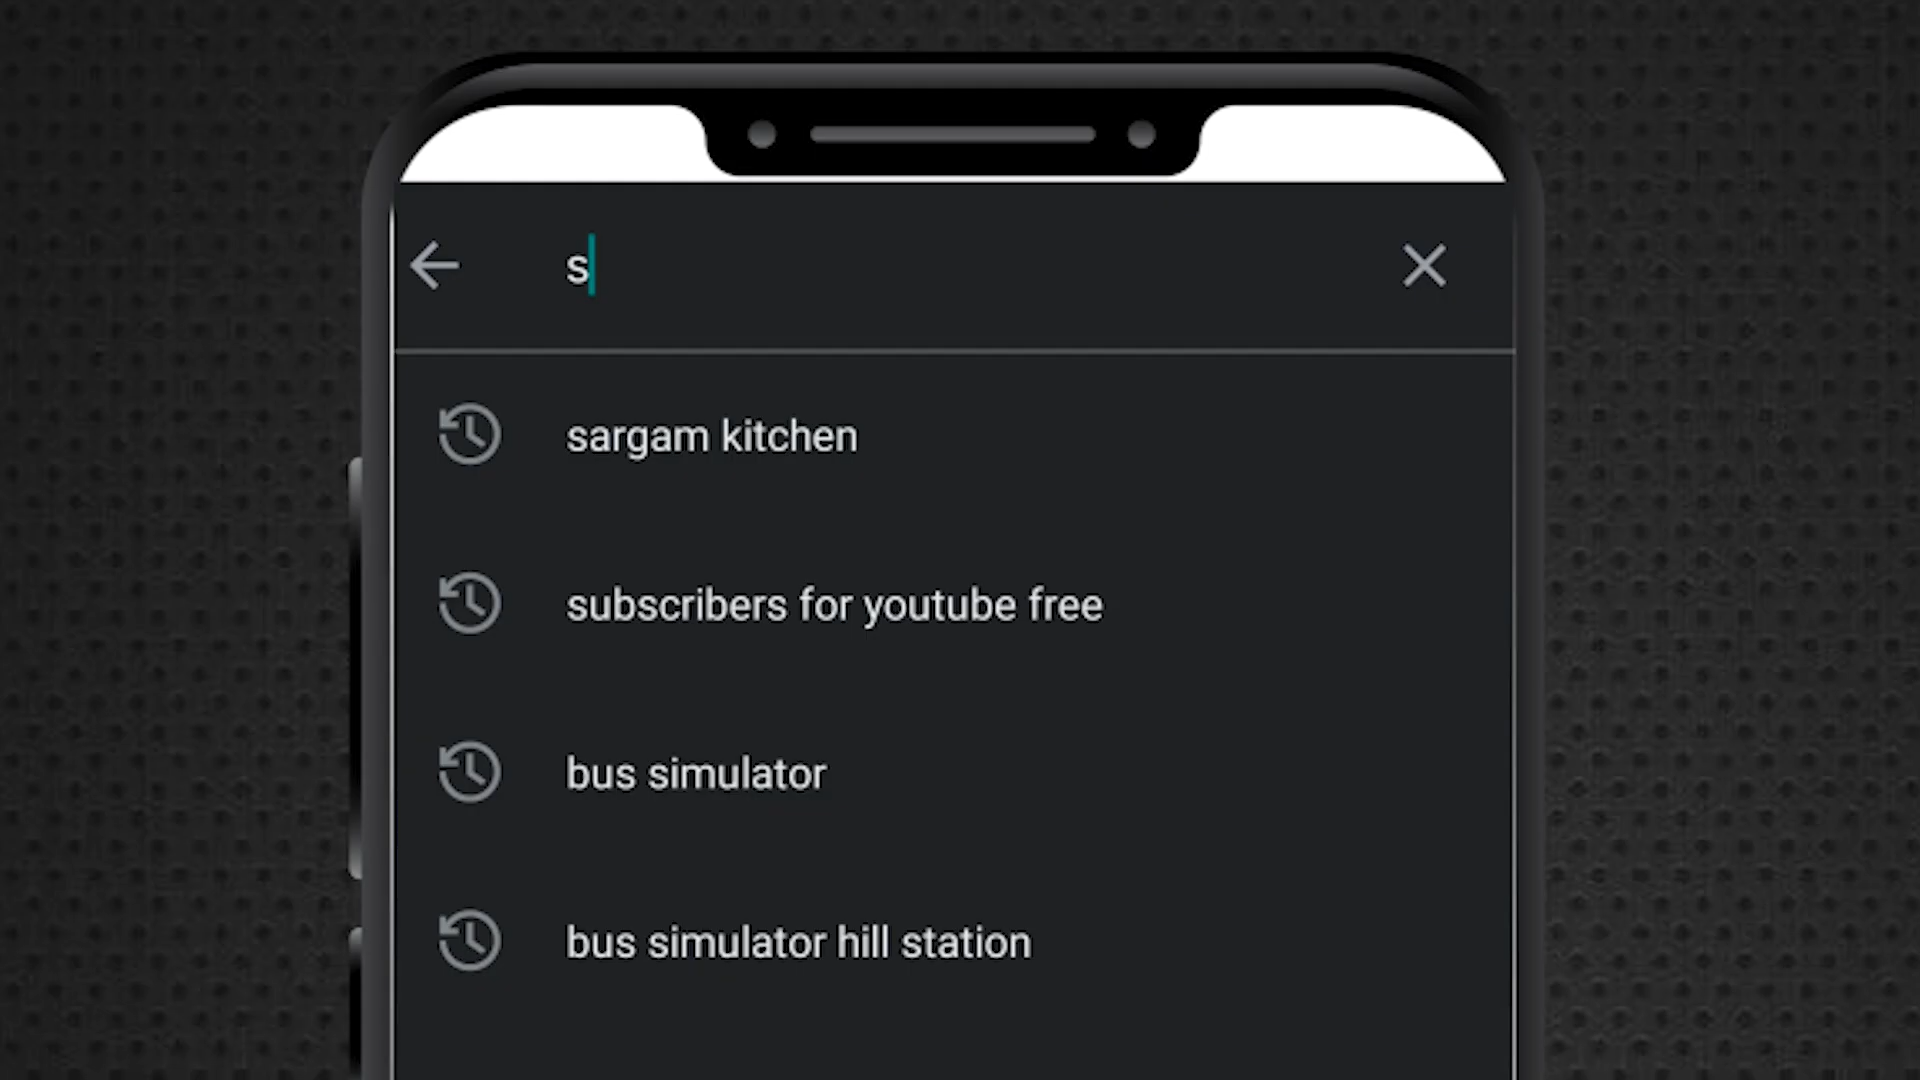 s
sargam kitchen
subscribers for youtube free
bus simulator
bus simulator hill station